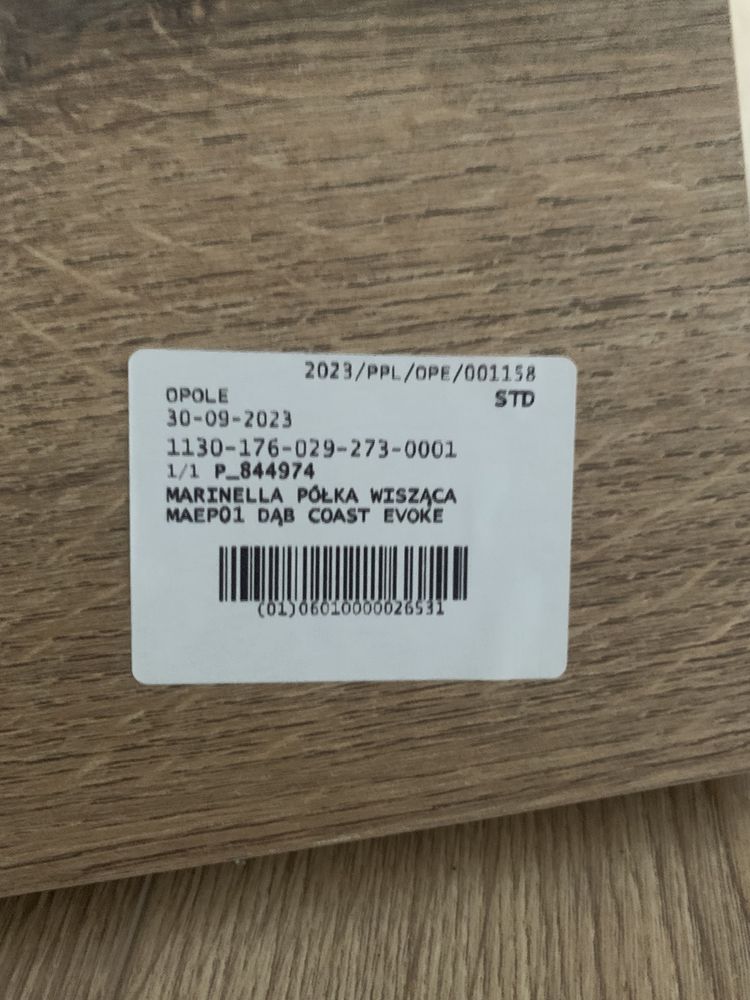 2023/PPL/OPE/001158
OPOLE STD
30-09-2023
1130-176-029-273-0001
1/1 P_844974
MARINELLA PÓŁKA WISZĄCA
MAEP01 DĄB COAST EVOKE
(01)06010000026531